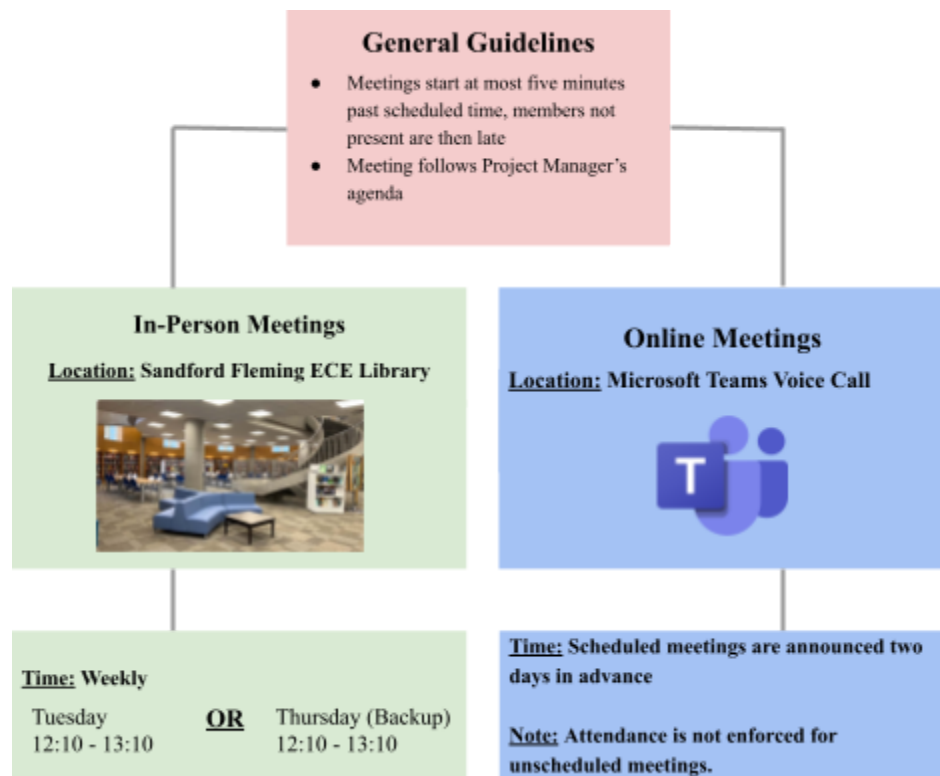 General Guidelines
● Meetings start at most five minutes
past scheduled time, members not
present are then late
● Meeting follows Project Manager's
agenda
In-Person Meetings
Location: Sandford Fleming ECE Library
Online Meetings
Location: Microsoft Teams Voice Call
T
Time: Weekly
Tuesday
12:10 - 13:10
OR
Thursday (Backup)
12:10 - 13:10
Time: Scheduled meetings are announced two
days in advance
Note: Attendance is not enforced for
unscheduled meetings.